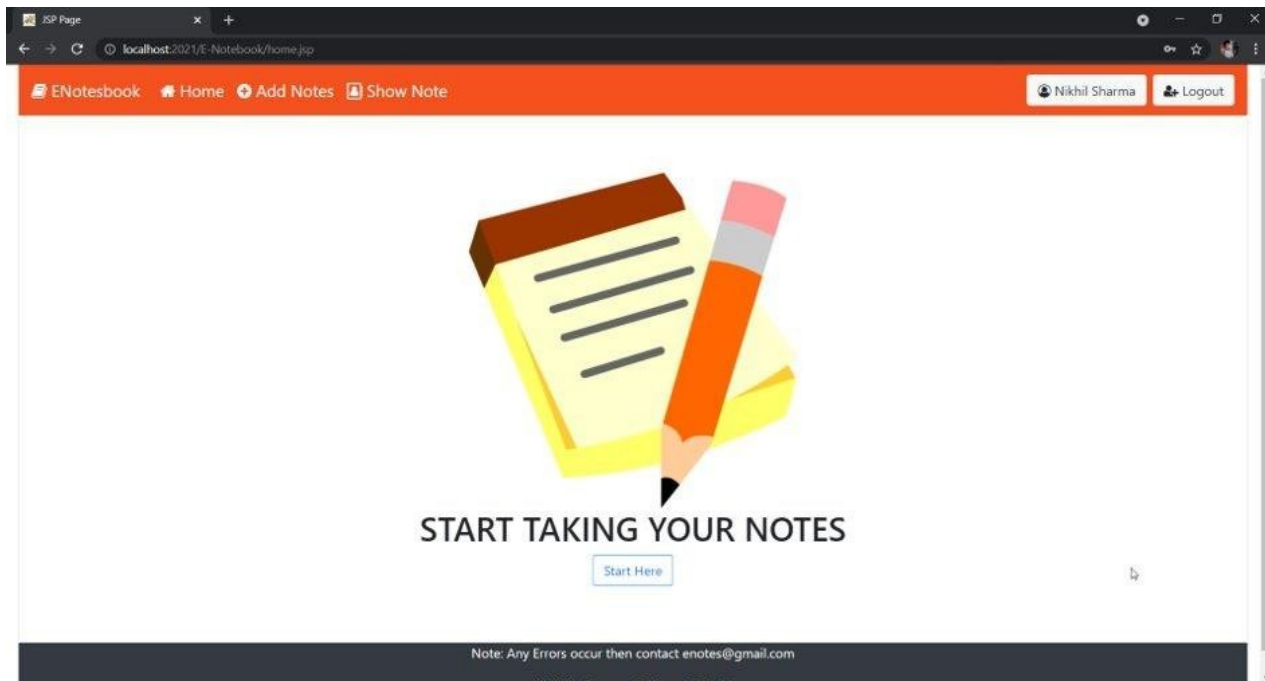 JSP Page
localhost:2021/E-Notebook/home.jsp
ENotesbook Home Add Notes Show Note Nikhil Sharma Logout
START TAKING YOUR NOTES
Start Here
Note: Any Errors occur then contact enotes@gmail.com